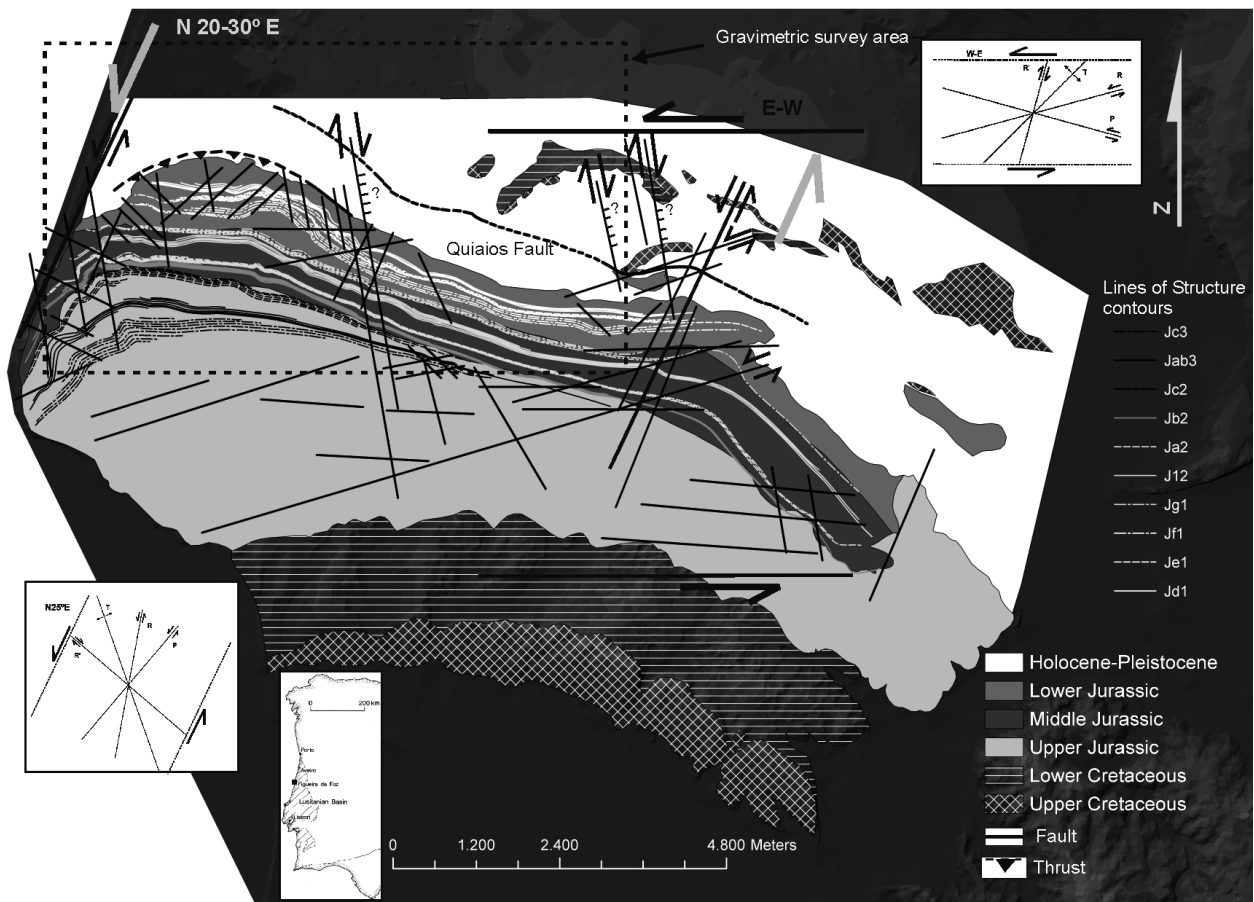 N 20-30º E
Gravimetric survey area
W-E
R'
T
R
P
E-W
N
?
?
?
Quiaios Fault
Lines of Structure
contours
Jc3
Jab3
Jc2
Jb2
Ja2
J12
Jg1
Jf1
Je1
Jd1
N25ºE
T
R
P
R'
0 200 km
Porto
Aveiro
Figueira da Foz
Lusitanian Basin
Lisbon
0 1.200 2.400 4.800 Meters
Holocene-Pleistocene
Lower Jurassic
Middle Jurassic
Upper Jurassic
Lower Cretaceous
Upper Cretaceous
Fault
Thrust